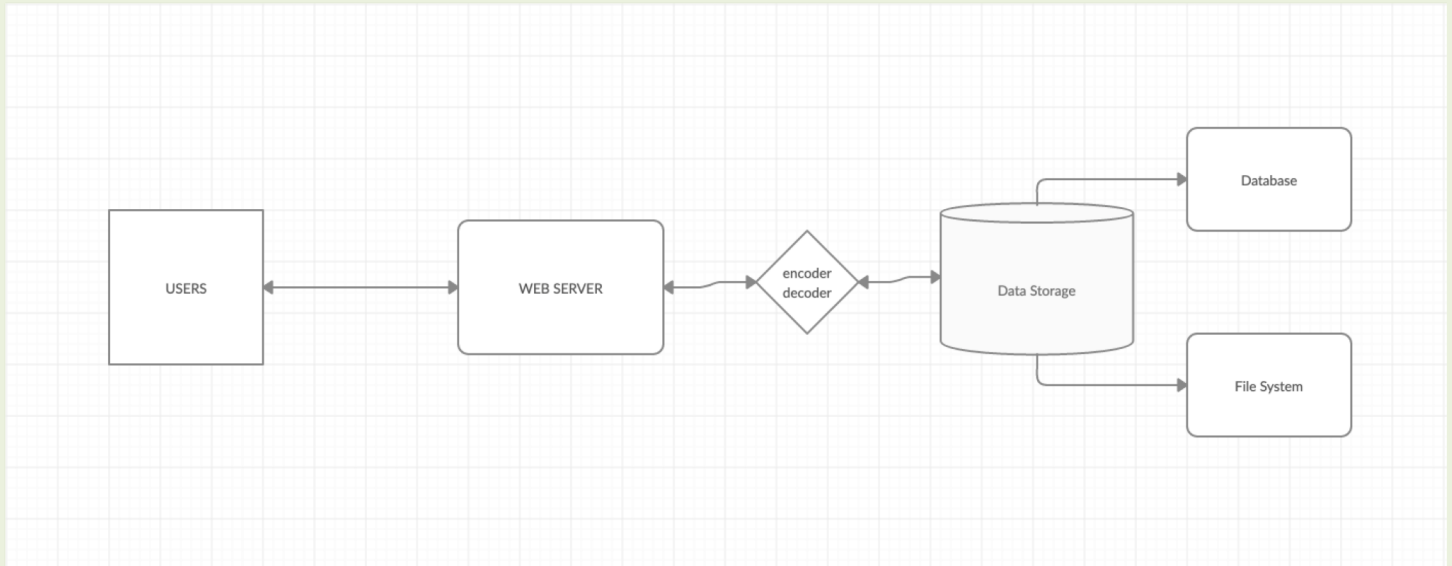 USERS
WEB SERVER
encoder
decoder
Data Storage
Database
File System